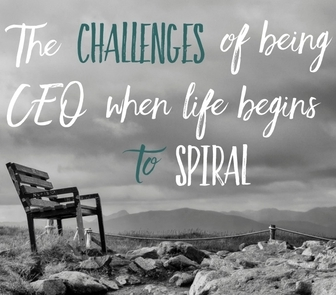 The CHALLENGES of being
CEO when life begins
to SPIRAL